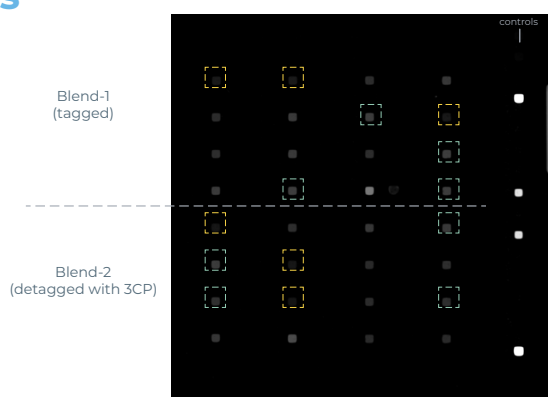 s
controls
Blend-1
(tagged)
Blend-2
(detagged with 3CP)